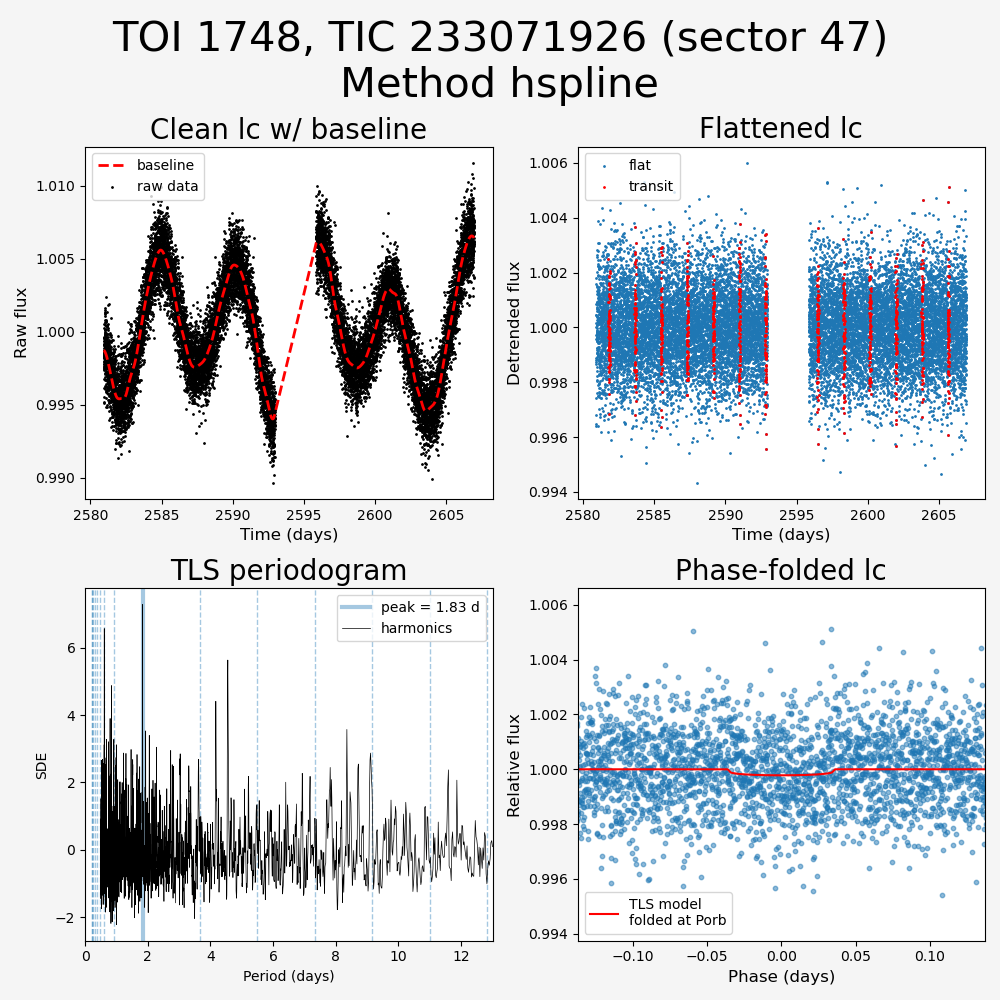 TOI 1748, TIC 233071926 (sector 47)
Method hspline
Clean lc w/ baseline
baseline
raw data
Raw flux
1.010
1.005
1.000
0.995
0.990
2580 2585 2590 2595 2600 2605
Time (days)
Flattened lc
flat
transit
Detrended flux
1.006
1.004
1.002
1.000
0.998
0.996
0.994
2580 2585 2590 2595 2600 2605
Time (days)
TLS periodogram
peak = 1.83 d
harmonics
SDE
6
4
2
0
−2
0 2 4 6 8 10 12
Period (days)
Phase-folded lc
Relative flux
1.006
1.004
1.002
1.000
0.998
0.996
0.994
TLS model
folded at Porb
−0.10 −0.05 0.00 0.05 0.10
Phase (days)